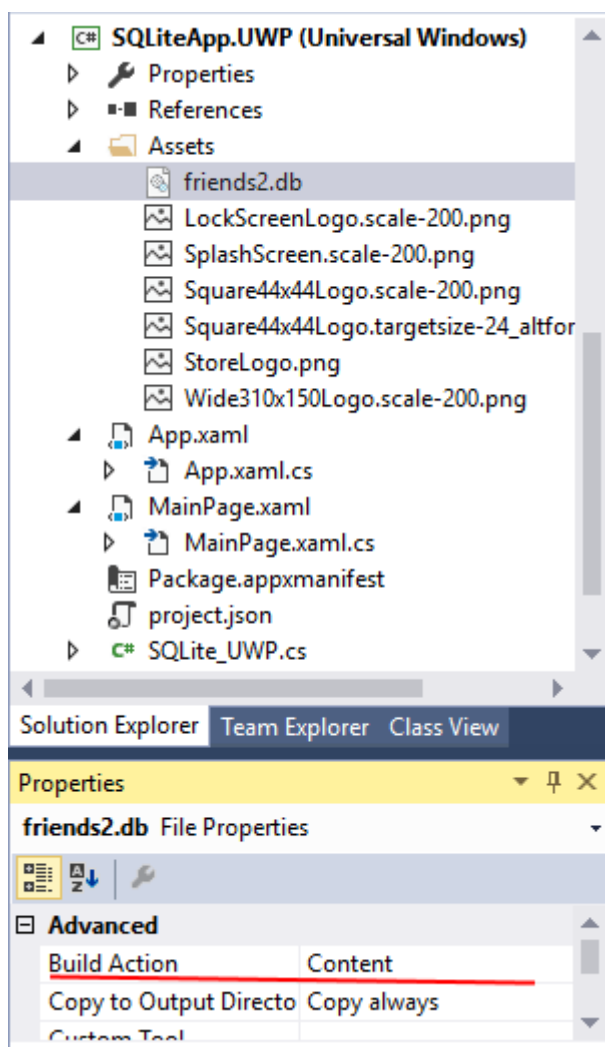 C# SQLiteApp.UWP (Universal Windows)
Properties
References
Assets
friends2.db
LockScreenLogo.scale-200.png
SplashScreen.scale-200.png
Square44x44Logo.scale-200.png
Square44x44Logo.targetsize-24_altfor
StoreLogo.png
Wide310x150Logo.scale-200.png
App.xaml
App.xaml.cs
MainPage.xaml
MainPage.xaml.cs
Package.appxmanifest
project.json
C# SQLite_UWP.cs
Solution Explorer Team Explorer Class View
Properties
friends2.db File Properties
Advanced
Build Action Content
Copy to Output Directo Copy always
Custom Tool